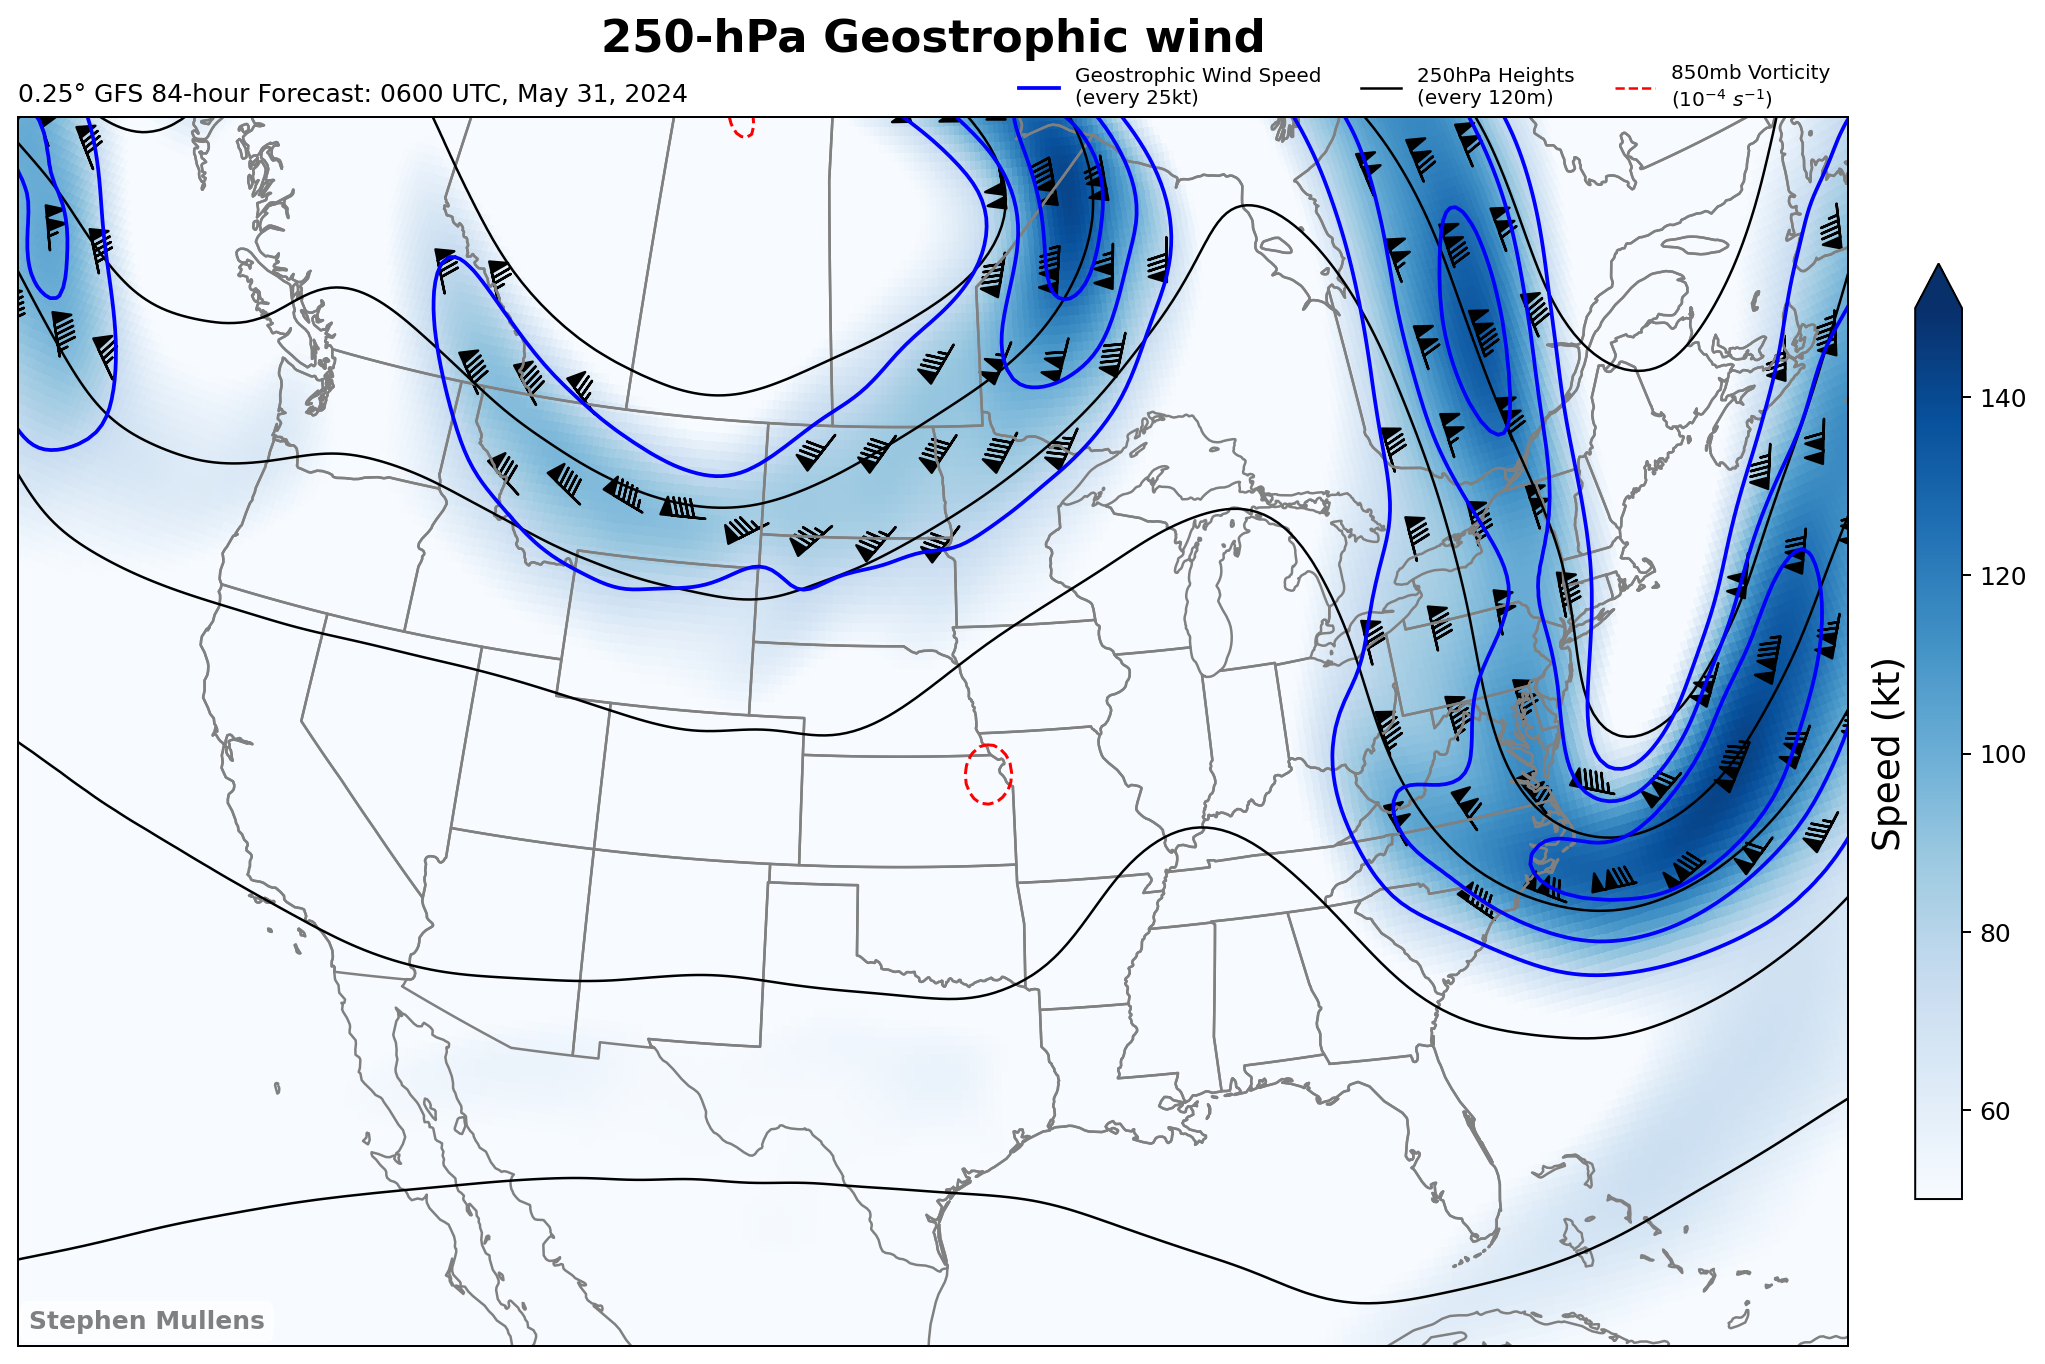 250-hPa Geostrophic wind
0.25° GFS 84-hour Forecast: 0600 UTC, May 31, 2024
Geostrophic Wind Speed
(every 25kt)
250hPa Heights
(every 120m)
850mb Vorticity
(10⁻⁴ s⁻¹)
140
120
100
80
60
Speed (kt)
Stephen Mullens